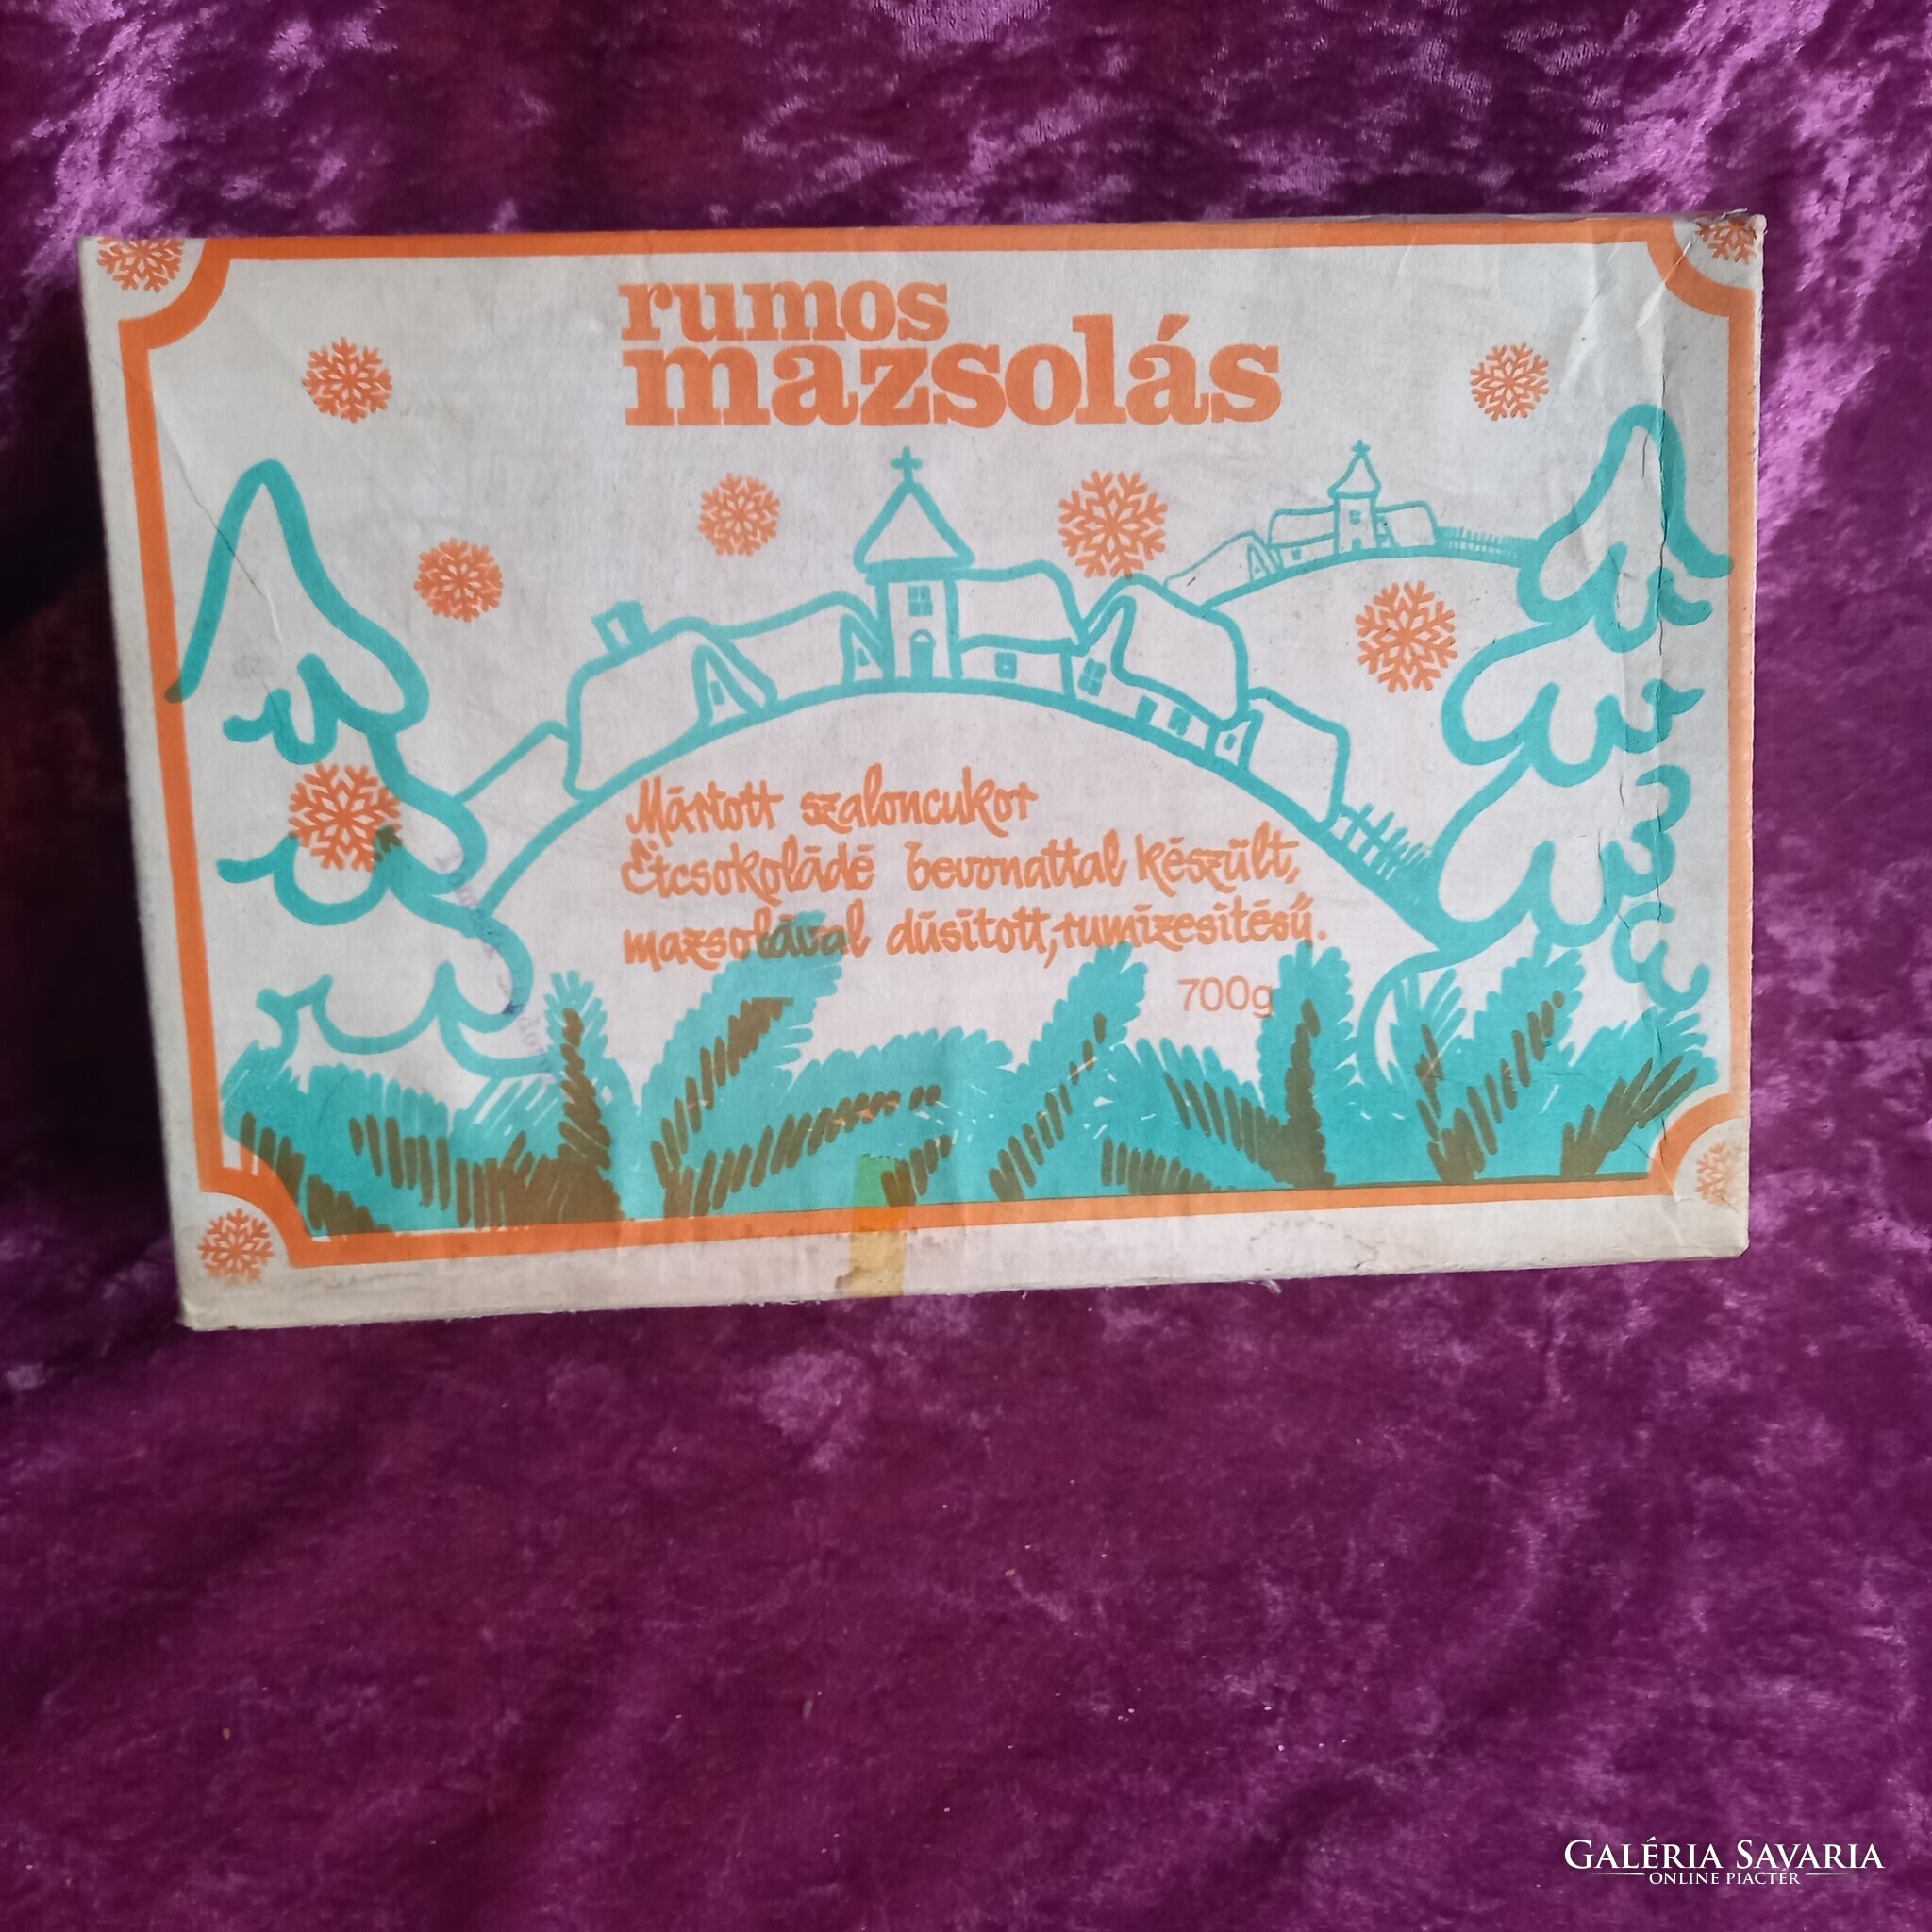 rumos
mazsolás
Mártott szaloncukor
Étcsokoládé bevonattal készült,
mazsolával dúsított, rumízesítésű.
700g
GALÉRIA SAVARIA
ONLINE PIACTÉR